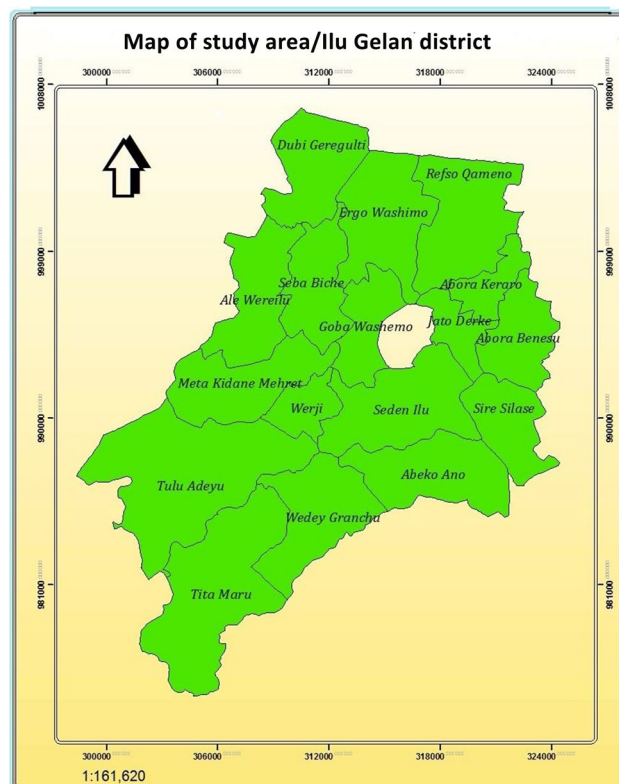 Map of study area/Ilu Gelan district
300000 306000 312000 318000 324000
1008000 1008000
Dubi Geregulti
Refso Qameno
Ergo Washimo
999000 999000
Seba Biche Abora Keraro
Ale Wereilu
Goba Washemo Jato Derke
Abora Benesu
Meta Kidane Mehret
Werji Seden Ilu Sire Silase
990000 990000
Abeko Ano
Tulu Adeyu
Wedey Granchu
981000 981000
Tita Maru
300000 306000 312000 318000 324000
1:161,620